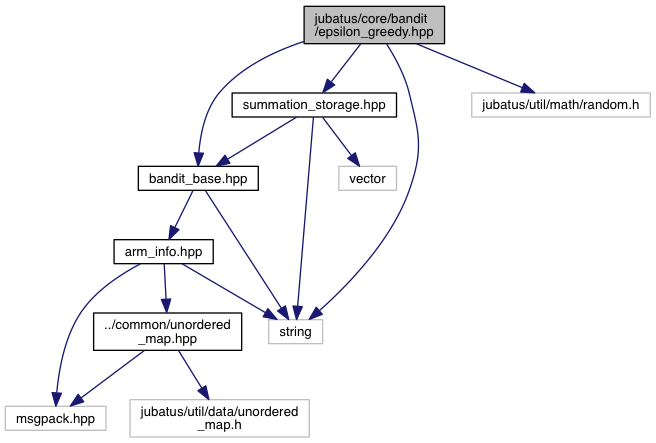 jubatus/core/bandit
/epsilon_greedy.hpp
summation_storage.hpp
jubatus/util/math/random.h
bandit_base.hpp
vector
arm_info.hpp
../common/unordered
_map.hpp
string
msgpack.hpp
jubatus/util/data/unordered
_map.h